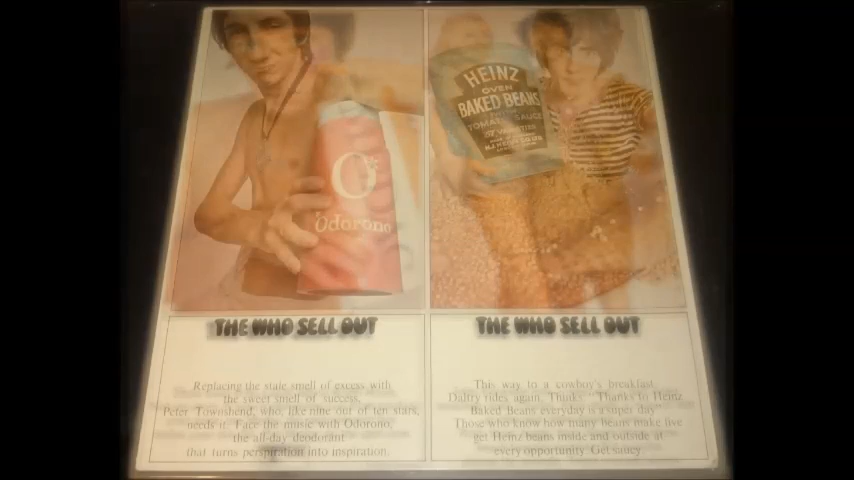 HEINZ
OVEN
BAKED BEANS
WITH
TOMATO SAUCE
57 VARIETIES
O
Odorono
THE WHO SELL OUT
Replacing the stale smell of excess with
the sweet smell of success,
Peter Townshend, who, like nine out of ten stars,
needs it. Face the music with Odorono,
the all-day deodorant
that turns perspiration into inspiration.
THE WHO SELL OUT
This way to a cowboy's breakfast.
Daltry rides again. Thinks: "Thanks to Heinz
Baked Beans everyday is a super day".
Those who know how many beans make five
get Heinz beans inside and outside at
every opportunity. Get saucy.